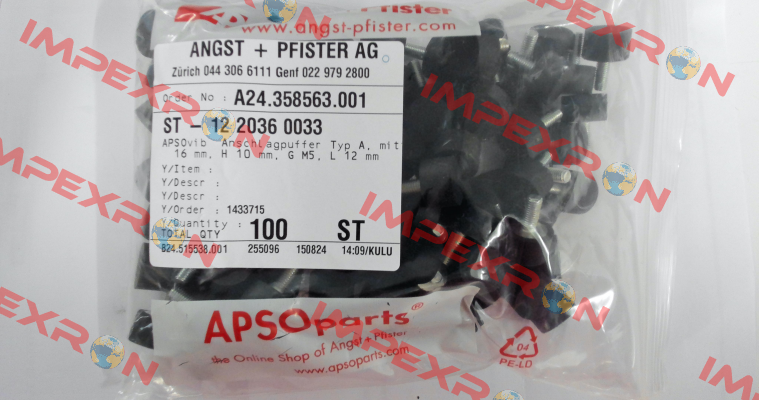 Pfister
www.angst-pfister.com
ANGST + PFISTER AG
Zürich 044 306 6111 Genf 022 979 2800
Order No : A24.358563.001
ST - 12 2036 0033
APSOvib Anschlagpuffer Typ A, mit
16 mm, H 10 mm, G M5, L 12 mm
Y/Item :
Y/Descr :
Y/Descr :
Y/Order : 1433715
Y/Quantity :
TOTAL QTY 100 ST
B24.515538.001 255096 150824 14:09/KULU
APSOparts®
the Online Shop of Angst + Pfister
www.apsoparts.com
04
PE-LD
IMPEXRON
IMPEXRON
IMPEXRON
IMPEXRON
IMPEXRON
IMPEXRON